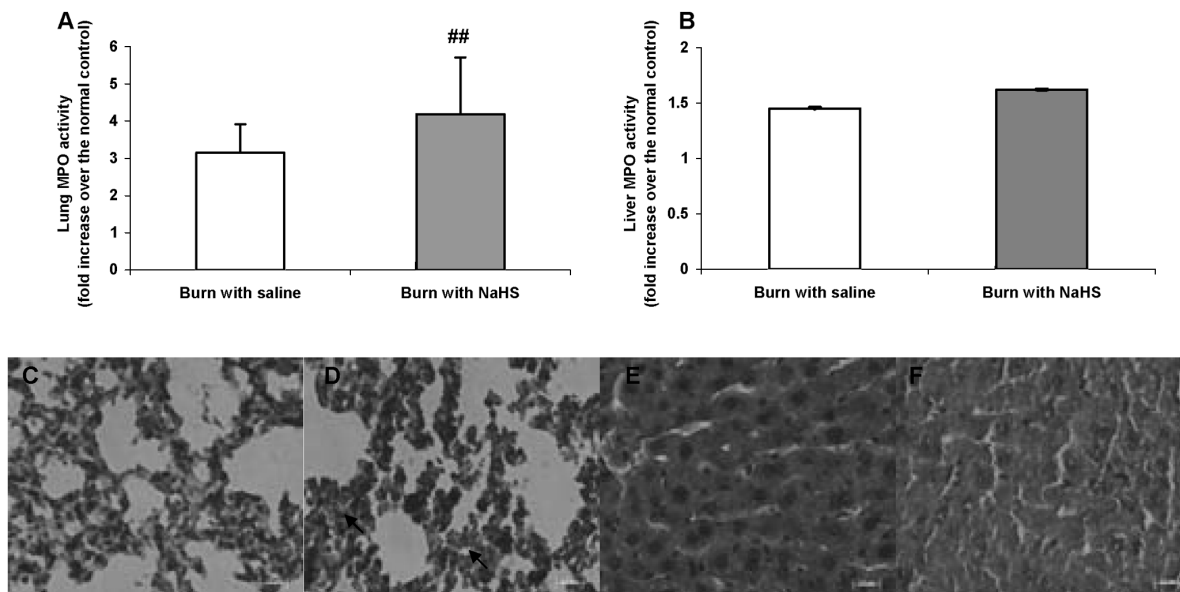 A
Lung MPO activity
(fold increase over the normal control)
6
5
4
3
2
1
0
##
Burn with saline
Burn with NaHS
B
Liver MPO activity
(fold increase over the normal control)
2
1.5
1
0.5
0
Burn with saline
Burn with NaHS
C
D
E
F